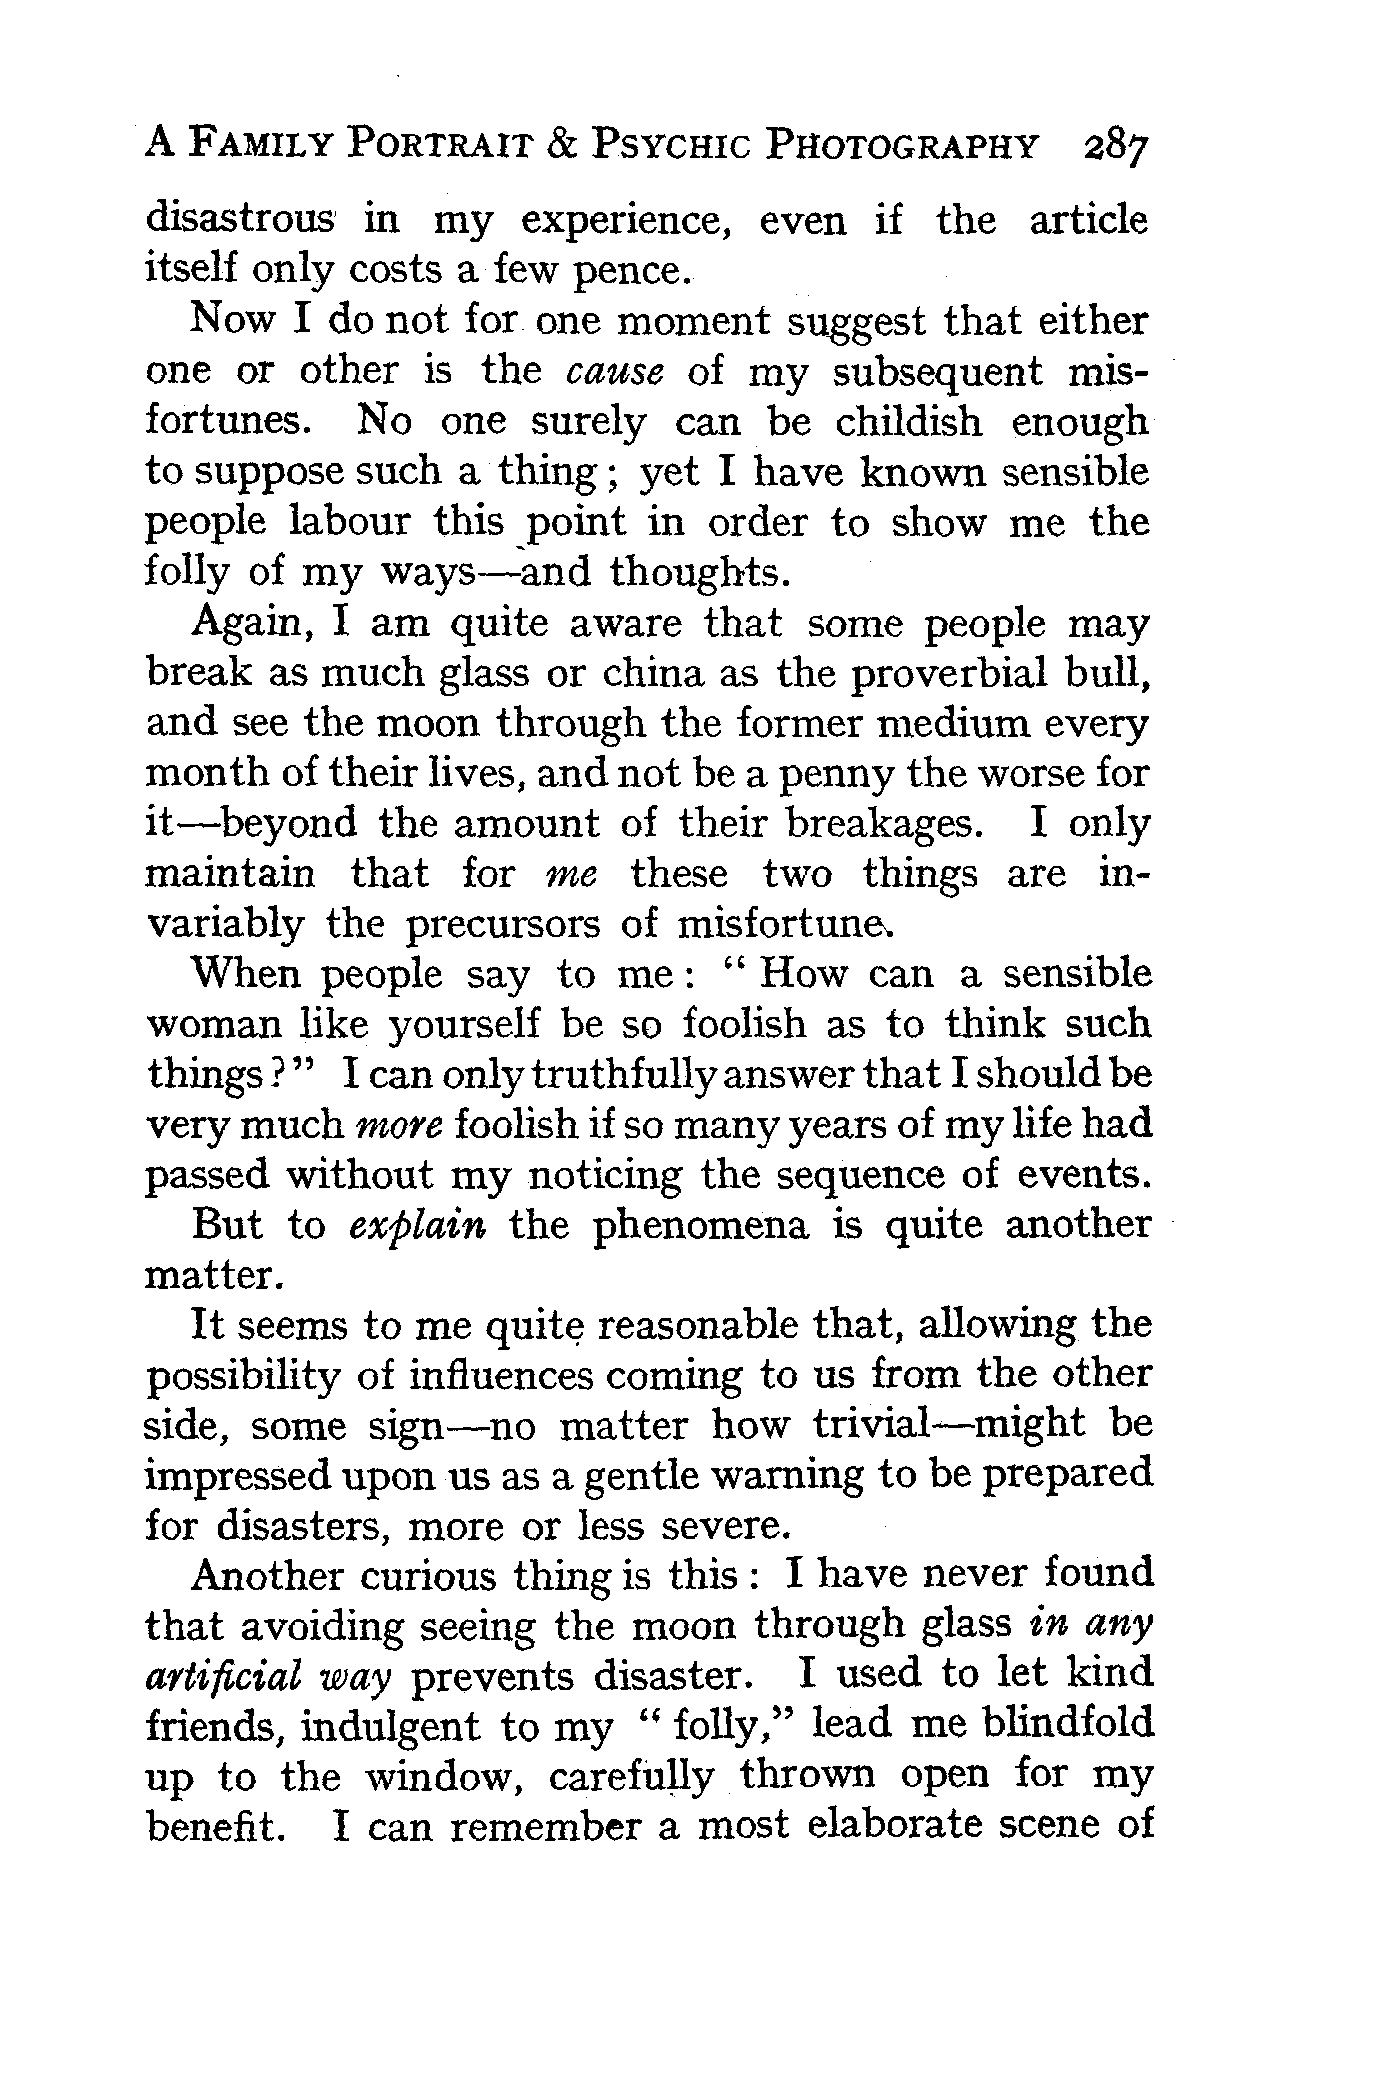 A FAMILY PORTRAIT & PSYCHIC PHOTOGRAPHY 287
disastrous in my experience, even if the article
itself only costs a few pence.
Now I do not for one moment suggest that either
one or other is the cause of my subsequent mis-
fortunes. No one surely can be childish enough
to suppose such a thing; yet I have known sensible
people labour this point in order to show me the
folly of my ways—and thoughts.
Again, I am quite aware that some people may
break as much glass or china as the proverbial bull,
and see the moon through the former medium every
month of their lives, and not be a penny the worse for
it—beyond the amount of their breakages. I only
maintain that for me these two things are in-
variably the precursors of misfortune.
When people say to me: "How can a sensible
woman like yourself be so foolish as to think such
things?" I can only truthfully answer that I should be
very much more foolish if so many years of my life had
passed without my noticing the sequence of events.
But to explain the phenomena is quite another
matter.
It seems to me quite reasonable that, allowing the
possibility of influences coming to us from the other
side, some sign—no matter how trivial—might be
impressed upon us as a gentle warning to be prepared
for disasters, more or less severe.
Another curious thing is this: I have never found
that avoiding seeing the moon through glass in any
artificial way prevents disaster. I used to let kind
friends, indulgent to my "folly," lead me blindfold
up to the window, carefully thrown open for my
benefit. I can remember a most elaborate scene of